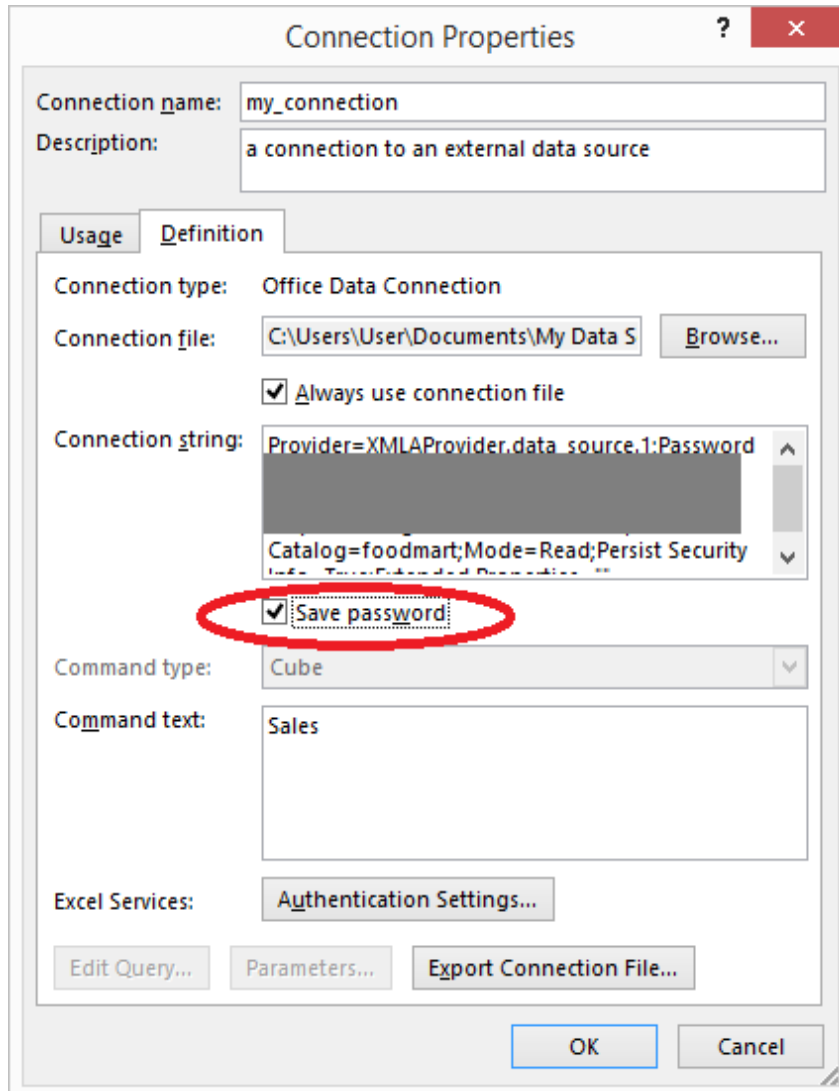 Connection Properties ? ×
Connection name: my_connection
Description: a connection to an external data source
Usage Definition
Connection type: Office Data Connection
Connection file: C:\Users\User\Documents\My Data S Browse...
Always use connection file
Connection string: Provider=XMLAProvider.data_source.1;Password
Catalog=foodmart;Mode=Read;Persist Security
Save password
Command type: Cube
Command text: Sales
Excel Services: Authentication Settings...
Edit Query... Parameters... Export Connection File...
OK Cancel